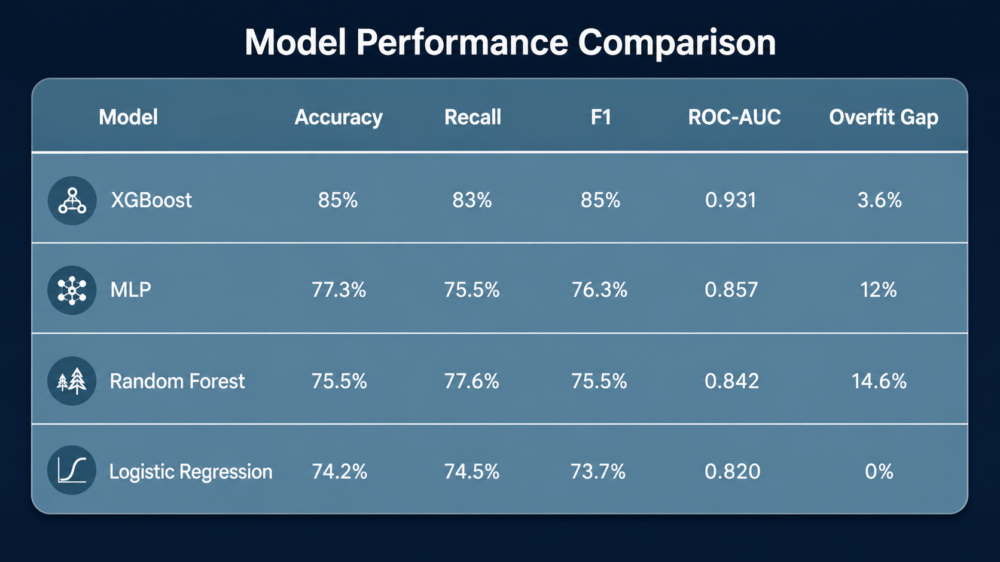 Model Performance Comparison
Model Accuracy Recall F1 ROC-AUC Overfit Gap
XGBoost 85% 83% 85% 0.931 3.6%
MLP 77.3% 75.5% 76.3% 0.857 12%
Random Forest 75.5% 77.6% 75.5% 0.842 14.6%
Logistic Regression 74.2% 74.5% 73.7% 0.820 0%